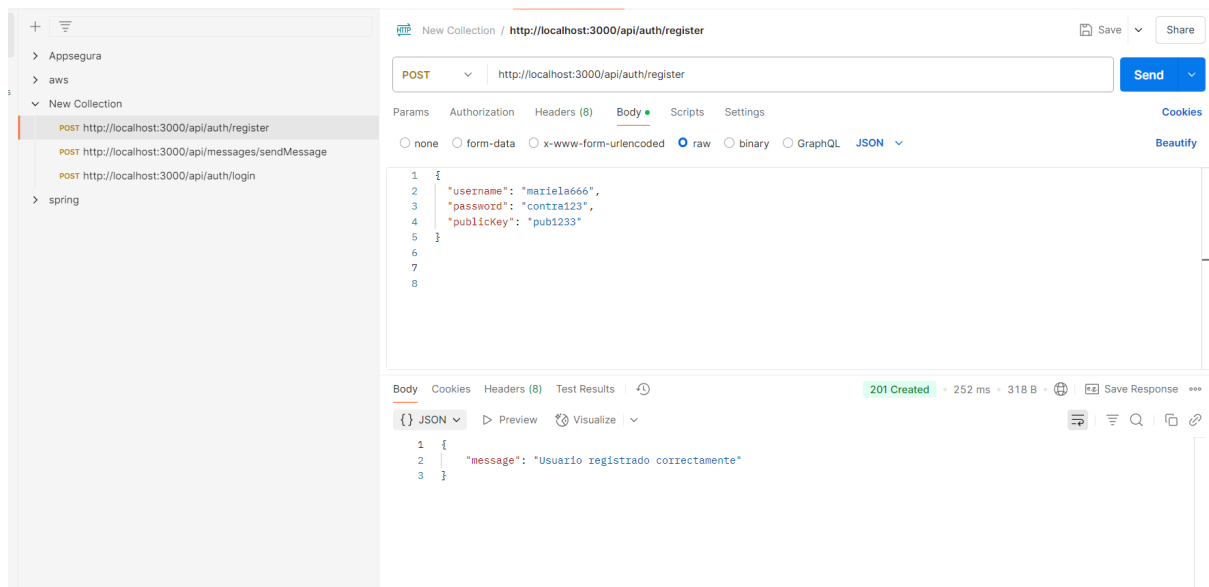 Appsegura
aws
New Collection
POST http://localhost:3000/api/auth/register
POST http://localhost:3000/api/messages/sendMessage
POST http://localhost:3000/api/auth/login
spring
HTTP New Collection / http://localhost:3000/api/auth/register
Save Share
POST http://localhost:3000/api/auth/register Send
Params Authorization Headers (8) Body Scripts Settings Cookies
none form-data x-www-form-urlencoded raw binary GraphQL JSON Beautify
1 {
2 "username": "mariela666",
3 "password": "contra123",
4 "publicKey": "pub1233"
5 }
6
7
8
Body Cookies Headers (8) Test Results 201 Created 252 ms 318 B e.g. Save Response
{} JSON Preview Visualize
1 {
2 "message": "Usuario registrado correctamente"
3 }